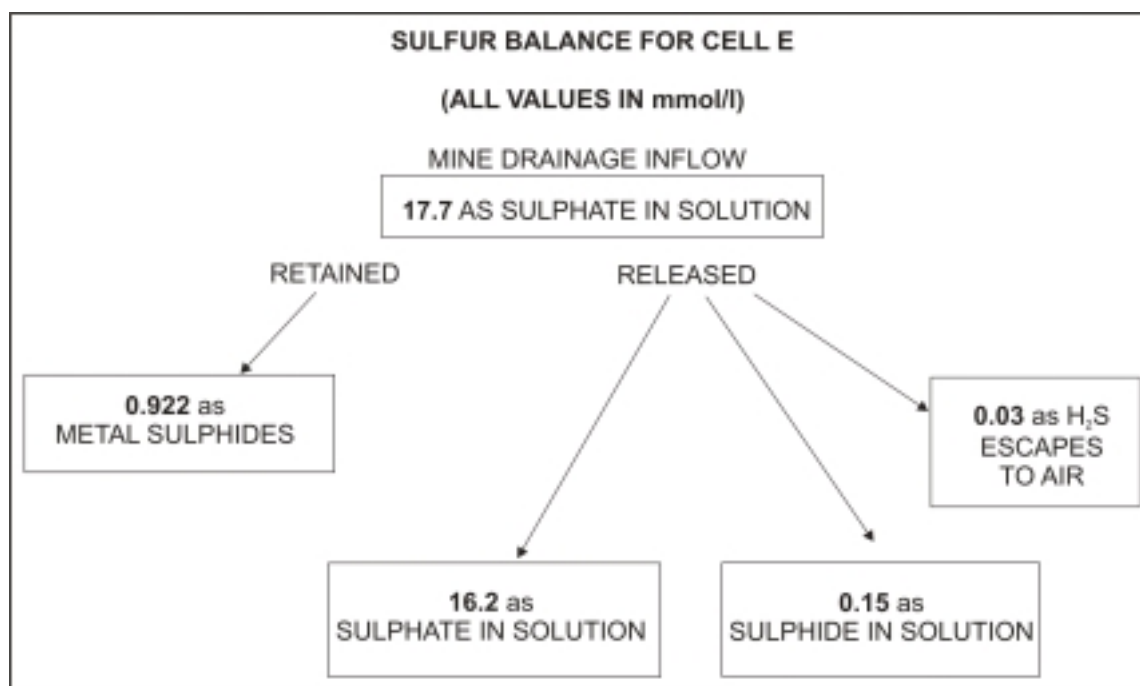 SULFUR BALANCE FOR CELL E
(ALL VALUES IN mmol/l)
MINE DRAINAGE INFLOW
17.7 AS SULPHATE IN SOLUTION
RETAINED
RELEASED
0.922 as
METAL SULPHIDES
0.03 as H₂S
ESCAPES
TO AIR
16.2 as
SULPHATE IN SOLUTION
0.15 as
SULPHIDE IN SOLUTION